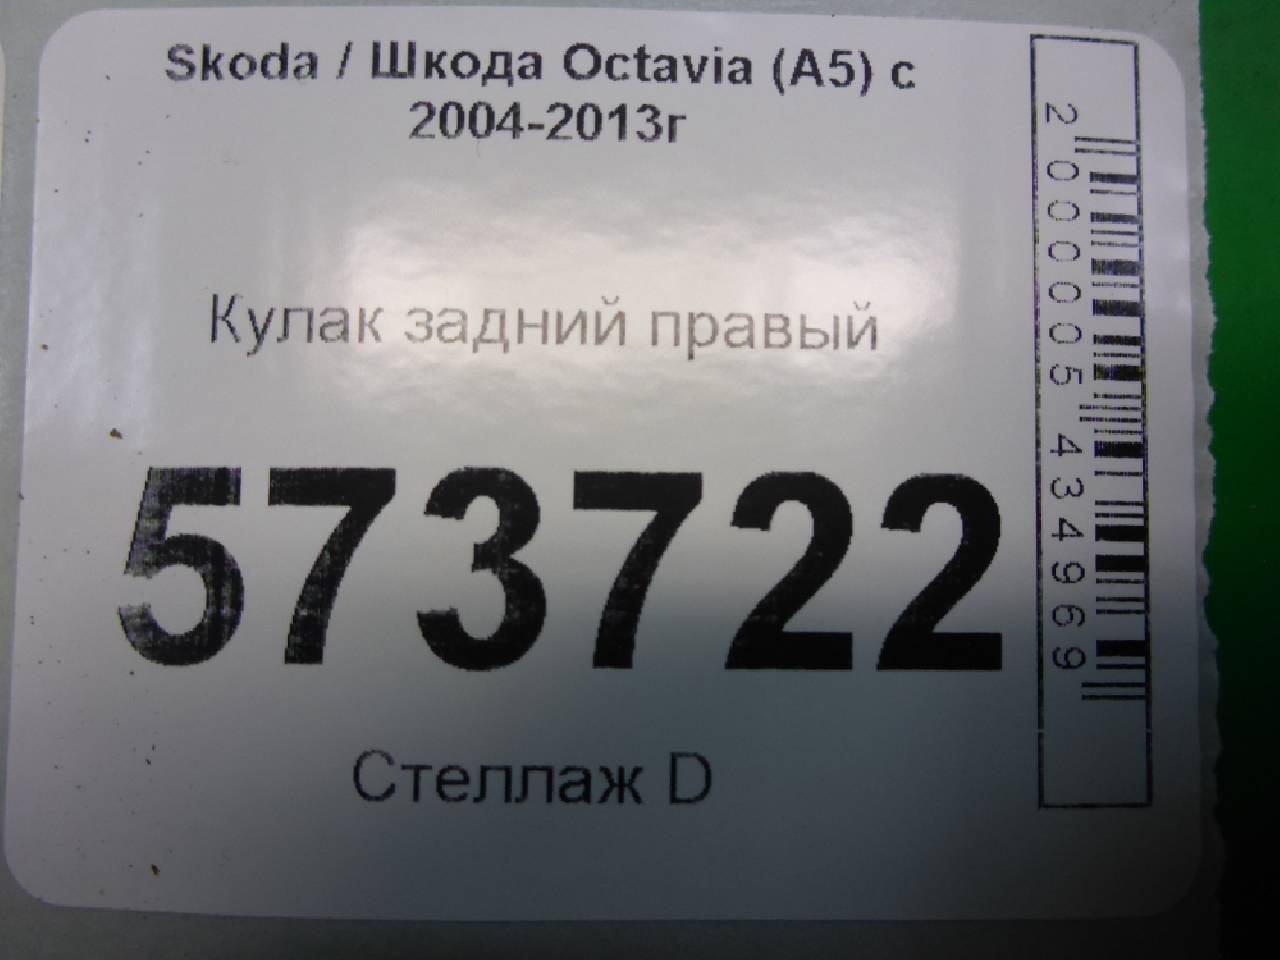 Skoda / Шкода Octavia (A5) с
2004-2013г
Кулак задний правый
573722
Стеллаж D
2000005434969